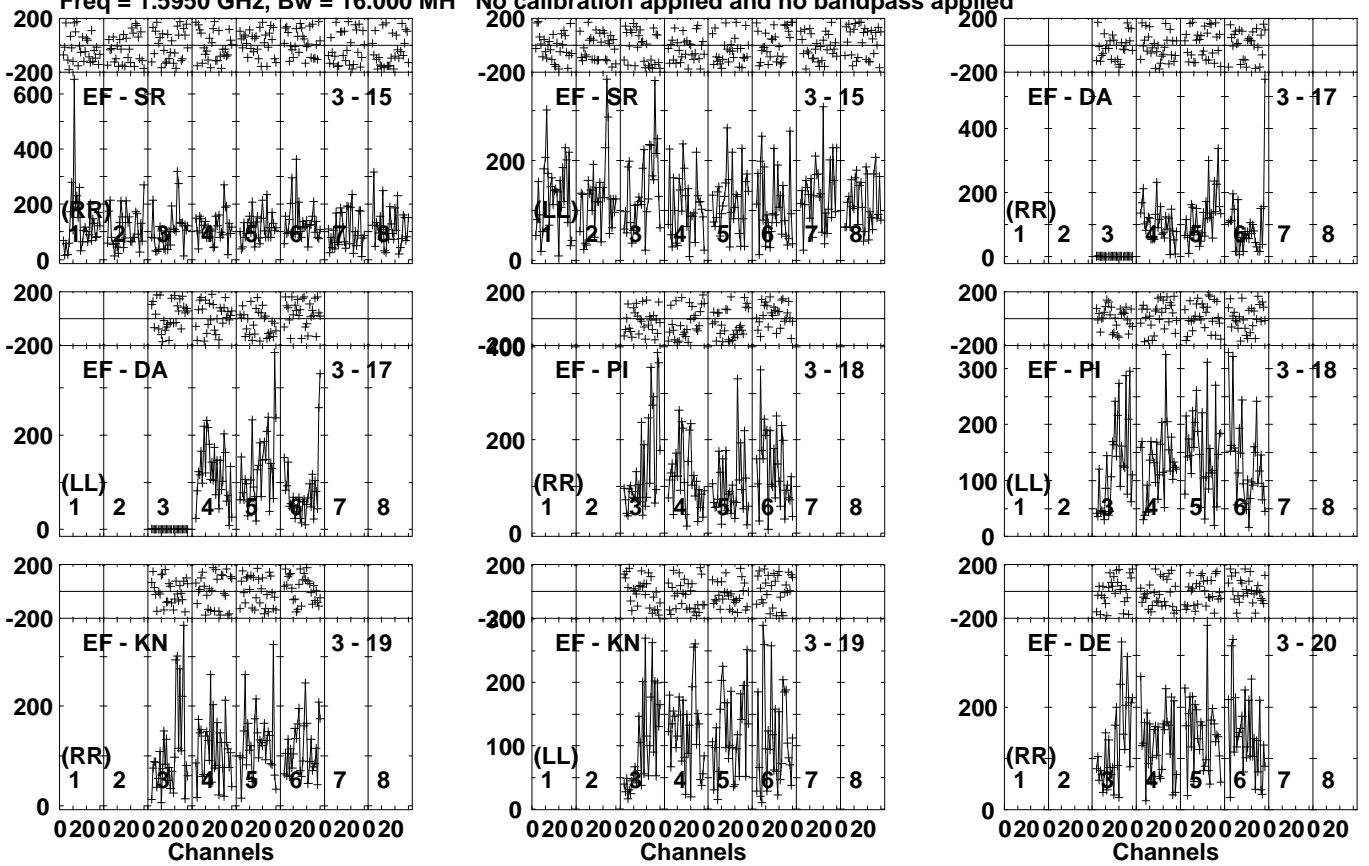 Freq = 1.5950 GHz, Bw = 16.000 MH No calibration applied and no bandpass applied
200
-200
600
400
200
0
EF - SR 3 - 15
(RR)
1 2 3 4 5 6 7 8
200
-200
200
0
EF - SR 3 - 15
(LL)
1 2 3 4 5 6 7 8
200
-200
400
200
0
EF - DA 3 - 17
(RR)
1 2 3 4 5 6 7 8
200
-200
200
0
EF - DA 3 - 17
(LL)
1 2 3 4 5 6 7 8
200
-200
400
200
0
EF - PI 3 - 18
(RR)
1 2 3 4 5 6 7 8
200
-200
300
200
100
0
EF - PI 3 - 18
(LL)
1 2 3 4 5 6 7 8
200
-200
200
0
EF - KN 3 - 19
(RR)
1 2 3 4 5 6 7 8
0 20 0 20 0 20 0 20 0 20 0 20 0 20 0 20
Channels
200
-200
300
200
100
0
EF - KN 3 - 19
(LL)
1 2 3 4 5 6 7 8
0 20 0 20 0 20 0 20 0 20 0 20 0 20 0 20
Channels
200
-200
200
0
EF - DE 3 - 20
(RR)
1 2 3 4 5 6 7 8
0 20 0 20 0 20 0 20 0 20 0 20 0 20 0 20
Channels